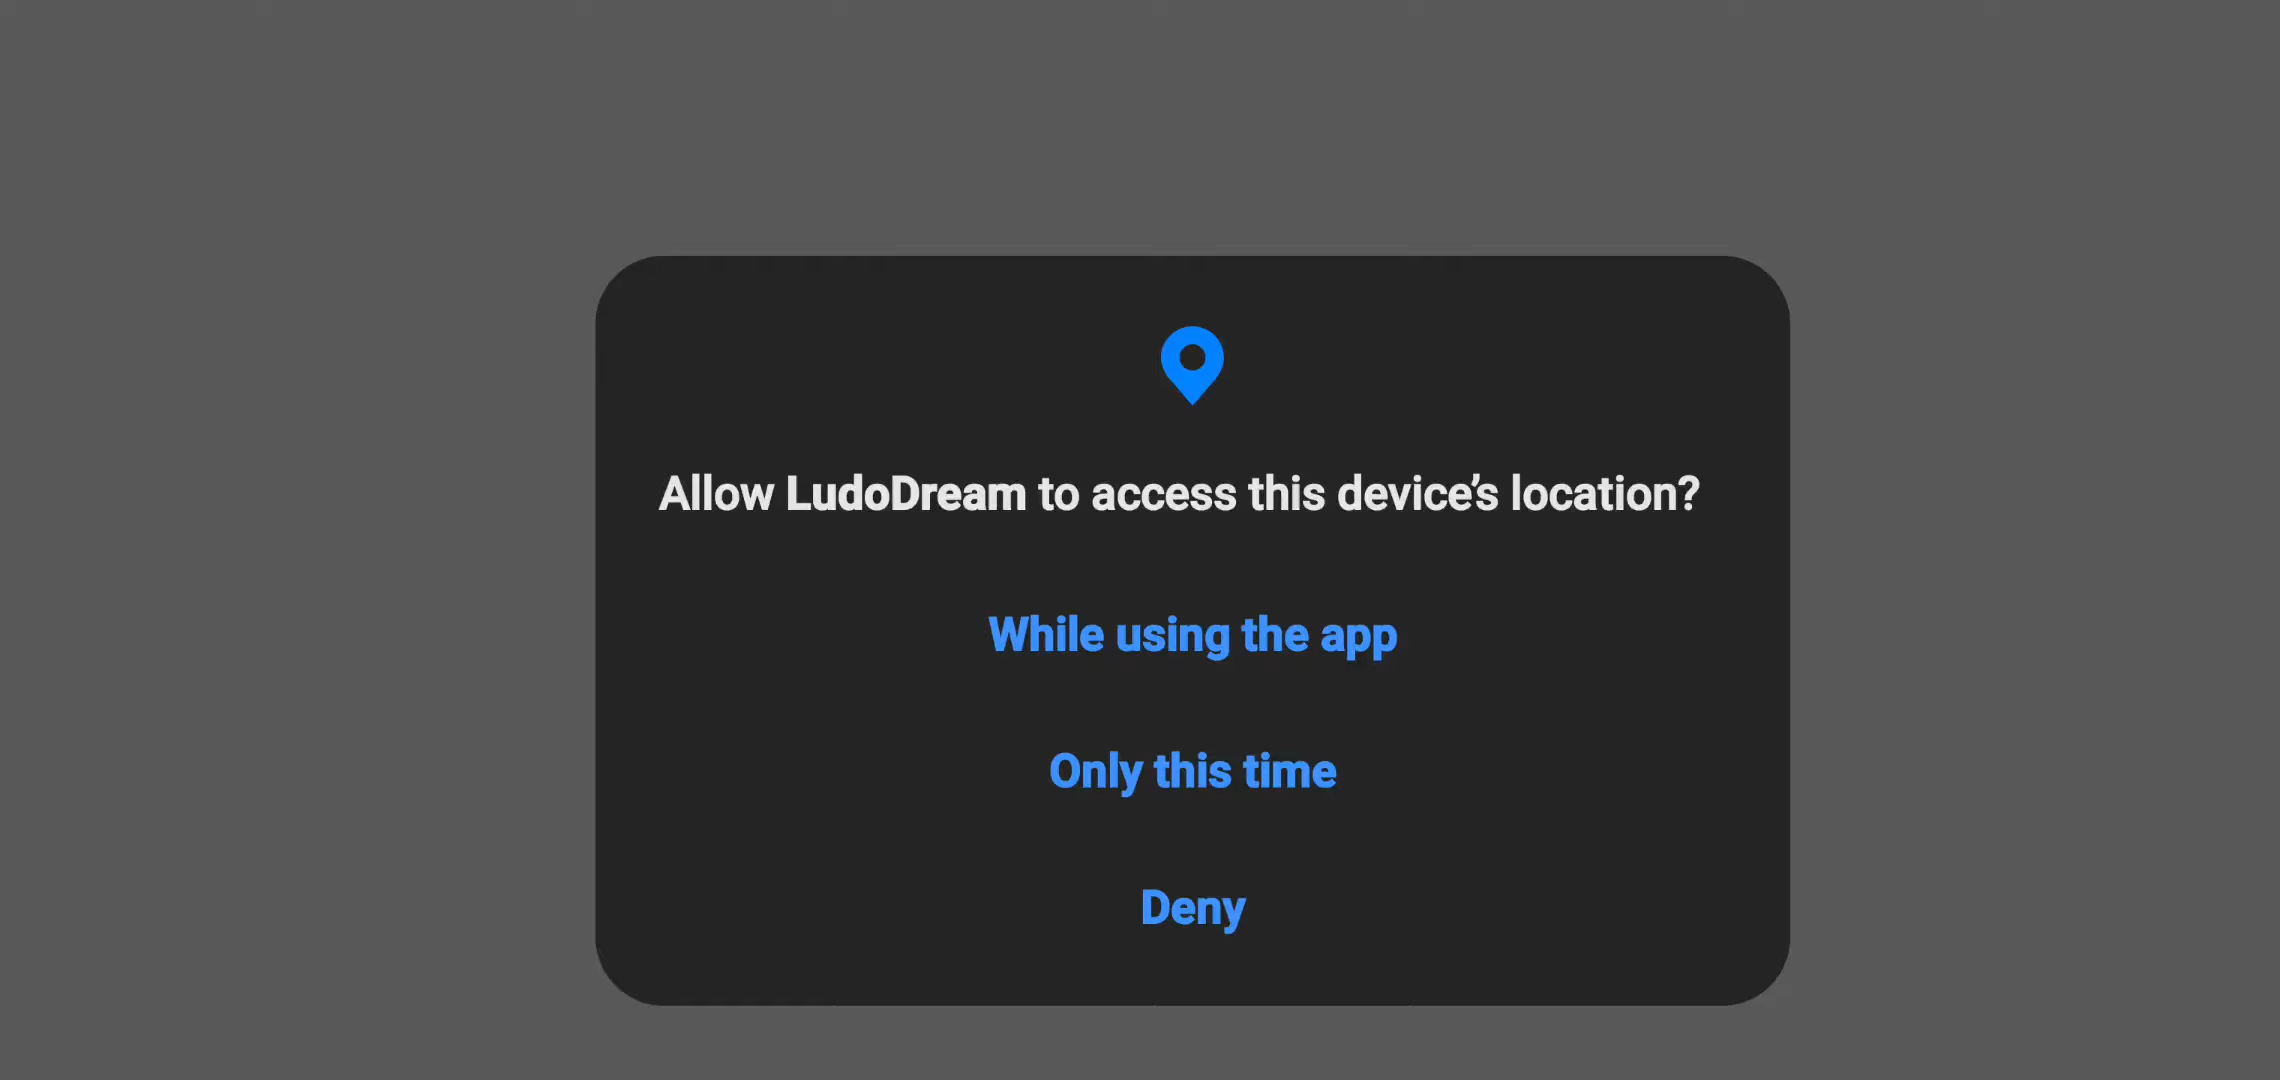 Allow LudoDream to access this device’s location?
While using the app
Only this time
Deny